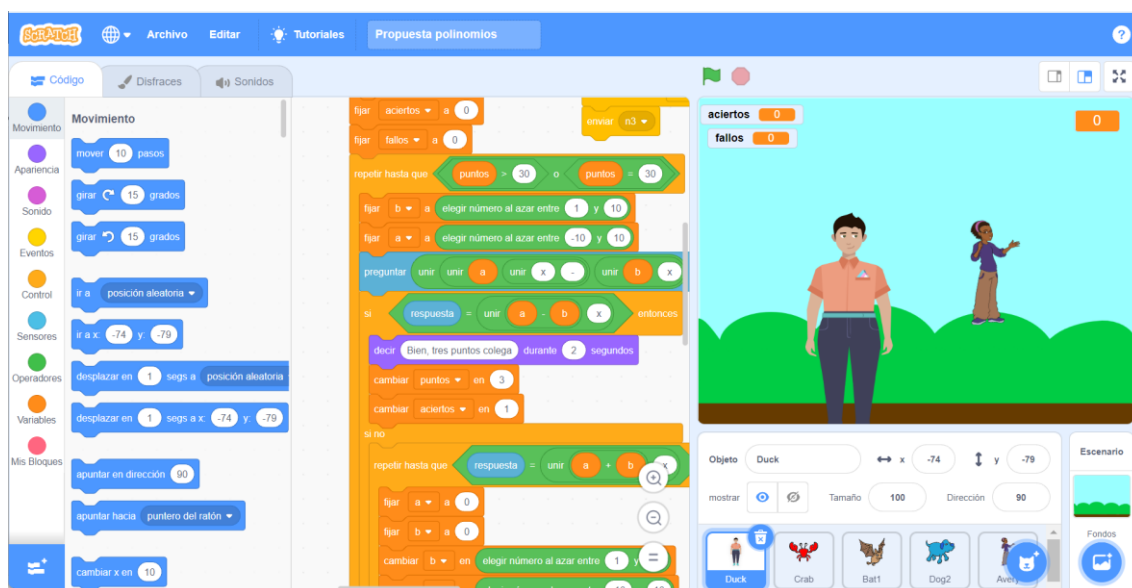 SCRATCH Archivo Editar Tutoriales Propuesta polinomios ?
Código Disfraces Sonidos
Movimiento
Apariencia
Sonido
Eventos
Control
Sensores
Operadores
Variables
Mis Bloques
Movimiento
mover 10 pasos
girar 15 grados
girar 15 grados
ir a posición aleatoria
ir a x: -74 y: -79
desplazar en 1 segs a posición aleatoria
desplazar en 1 segs a x: -74 y: -79
apuntar en dirección 90
apuntar hacia puntero del ratón
cambiar x en 10
fijar aciertos a 0
fijar fallos a 0
repetir hasta que puntos > 30 o puntos = 30
fijar b a elegir número al azar entre 1 y 10
fijar a a elegir número al azar entre -10 y 10
preguntar unir unir a unir x - unir b x
si respuesta = unir a - b x entonces
decir Bien, tres puntos colega durante 2 segundos
cambiar puntos en 3
cambiar aciertos en 1
si no
repetir hasta que respuesta = unir a + b x
fijar a a 0
fijar b a 0
cambiar b en elegir número al azar entre 1 y
enviar n3
aciertos 0
fallos 0
0
Objeto Duck x -74 y -79
mostrar Tamaño 100 Dirección 90
Duck Crab Bat1 Dog2
Escenario
Fondos